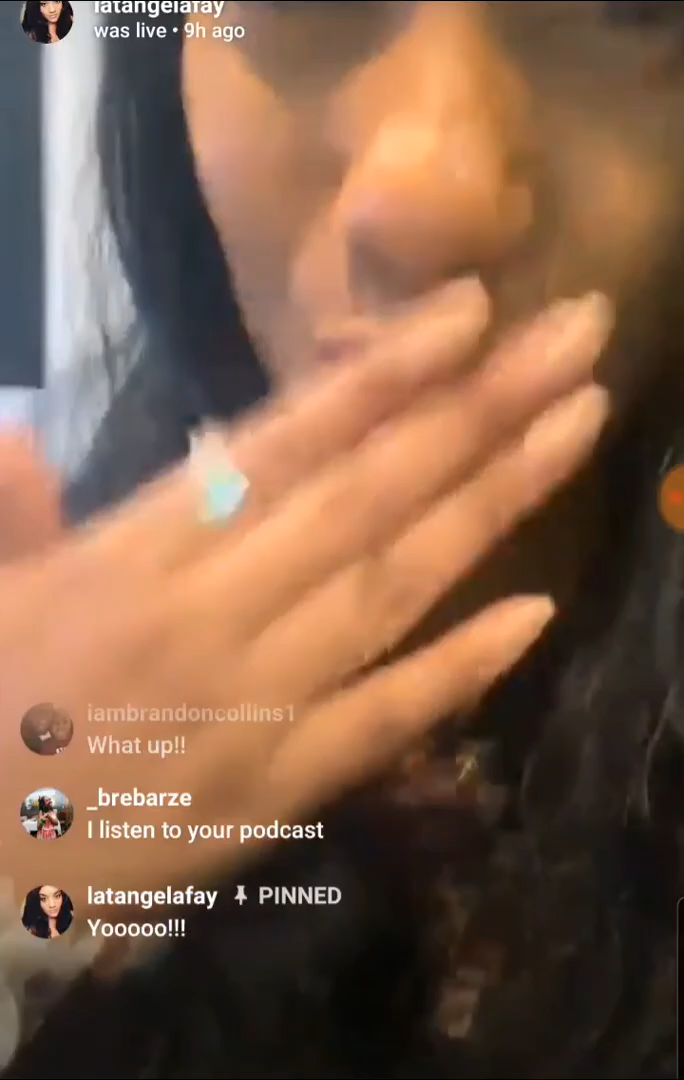 latangelafay
was live • 9h ago
iambrandoncollins1
What up!!
_brebarze
I listen to your podcast
latangelafay PINNED
Yooooo!!!